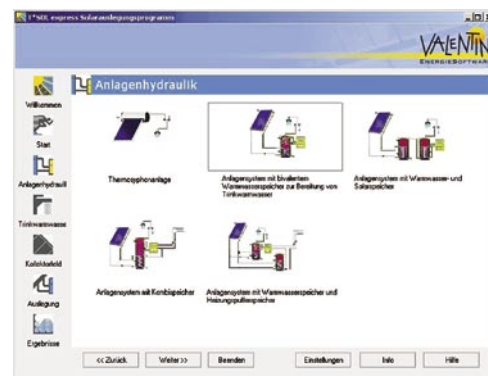 T*SOL express Solarauslegungsprogramm
VALENTIN
ENERGIESOFTWARE
Anlagenhydraulik
Willkommen
Start
Anlagenhydraulik
Trinkwarmwasser
Kollektorfeld
Auslegung
Ergebnisse
Thermosyphonanlage
Anlagensystem mit bivalentem
Warmwasserspeicher zur Bereitung von
Trinkwarmwasser
Anlagensystem mit Warmwasser- und
Solarspeicher
Anlagensystem mit Kombispeicher
Anlagensystem mit Warmwasserspeicher und
Heizungspufferspeicher
<< Zurück
Weiter >>
Beenden
Einstellungen
Info
Hilfe